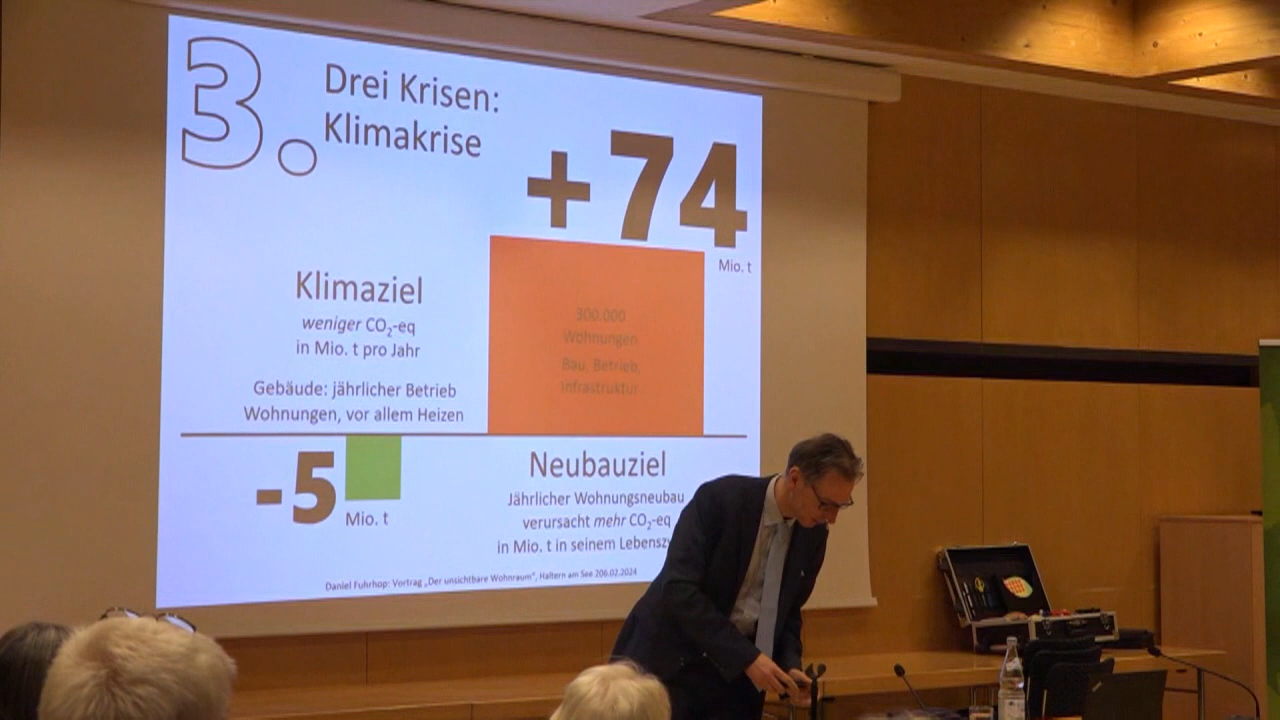 3.
Drei Krisen:
Klimakrise
+74
Mio. t
300.000
Wohnungen
Bau, Betrieb,
Infrastruktur
Klimaziel
weniger CO₂-eq
in Mio. t pro Jahr
Gebäude: jährlicher Betrieb
Wohnungen, vor allem Heizen
-5
Mio. t
Neubauziel
Jährlicher Wohnungsneubau
verursacht mehr CO₂-eq
in Mio. t in seinem
Daniel Fuhrhop: Vortrag „Der unsichtbare Wohnraum“, Haltern am See 206.02.2024